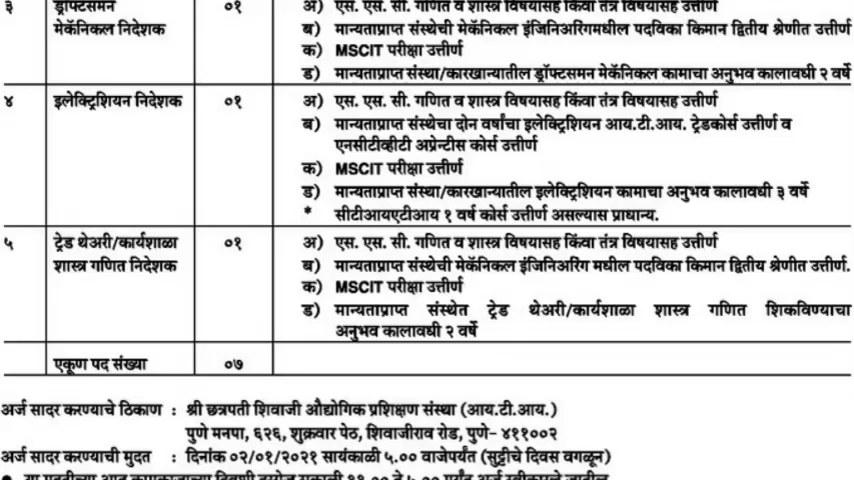 ३ ड्राफ्टसमन ०१ अ) एस. एस. सी. गणित व शास्त्र विषयासह किंवा तंत्र विषयासह उत्तीर्ण
मेकॅनिकल निदेशक ब) मान्यताप्राप्त संस्थेची मेकॅनिकल इंजिनिअरिंगमधील पदविका किमान द्वितीय श्रेणीत उत्तीर्ण
क) MSCIT परीक्षा उत्तीर्ण
ड) मान्यताप्राप्त संस्था/कारखान्यातील ड्रॉफ्टसमन मेकॅनिकल कामाचा अनुभव कालावधी २ वर्षे
४ इलेक्ट्रिशियन निदेशक ०१ अ) एस. एस. सी. गणित व शास्त्र विषयासह किंवा तंत्र विषयासह उत्तीर्ण
ब) मान्यताप्राप्त संस्थेचा दोन वर्षांचा इलेक्ट्रिशियन आय.टी.आय. ट्रेडकोर्स उत्तीर्ण व
एनसीटीव्हीटी अप्रेन्टीस कोर्स उत्तीर्ण
क) MSCIT परीक्षा उत्तीर्ण
ड) मान्यताप्राप्त संस्था/कारखान्यातील इलेक्ट्रिशियन कामाचा अनुभव कालावधी ३ वर्षे
* सीटीआयएटीआय १ वर्ष कोर्स उत्तीर्ण असल्यास प्राधान्य.
५ ट्रेड थेअरी/कार्यशाळा ०१ अ) एस. एस. सी. गणित व शास्त्र विषयासह किंवा तंत्र विषयासह उत्तीर्ण
शास्त्र गणित निदेशक ब) मान्यताप्राप्त संस्थेची मेकॅनिकल इंजिनिअरिंग मधील पदविका किमान द्वितीय श्रेणीत उत्तीर्ण.
क) MSCIT परीक्षा उत्तीर्ण
ड) मान्यताप्राप्त संस्थेत ट्रेड थेअरी/कार्यशाळा शास्त्र गणित शिकविण्याचा
अनुभव कालावधी २ वर्षे
एकूण पद संख्या ०७
अर्ज सादर करण्याचे ठिकाण : श्री छत्रपती शिवाजी औद्योगिक प्रशिक्षण संस्था (आय.टी.आय.)
पुणे मनपा, ६२६, शुक्रवार पेठ, शिवाजीराव रोड, पुणे- ४११००२
अर्ज सादर करण्याची मुदत : दिनांक ०२/०१/२०२१ सायंकाळी ५.०० वाजेपर्यंत (सुट्टीचे दिवस वगळून)